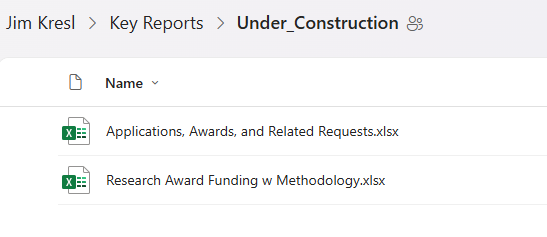 Jim Kresl > Key Reports > Under_Construction
Name
Applications, Awards, and Related Requests.xlsx
Research Award Funding w Methodology.xlsx